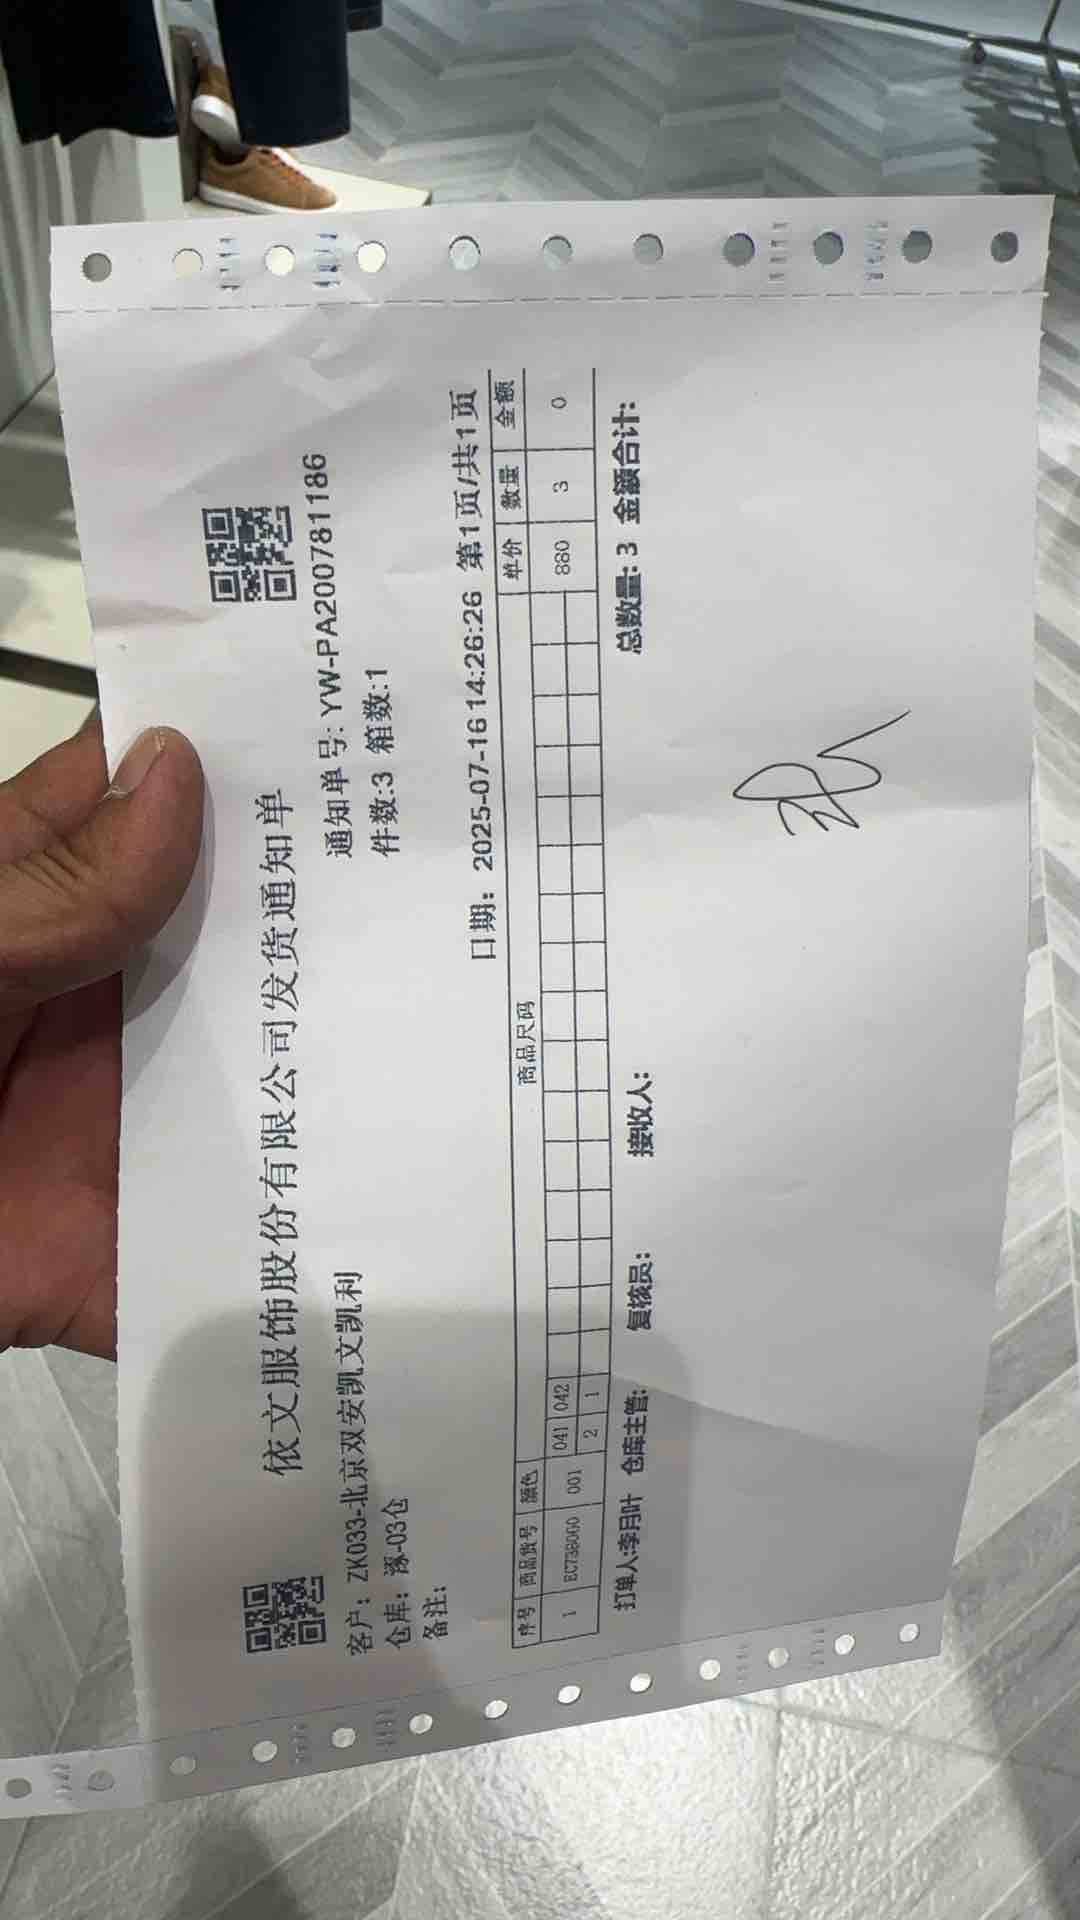 依文服饰股份有限公司发货通知单
通知单号: YW-PA200781186
客户: ZK033-北京双安凯文凯利
件数:3 箱数:1
仓库: 涿-03仓
备注:
日期: 2025-07-16 14:26:26 第1页/共1页
序号 商品货号 颜色 商品尺码 单价 数量 金额
041 042
1 001 880 3 0
2 1
总数量: 3 金额合计:
打单人:李月叶 仓库主管: 复核员: 接收人: